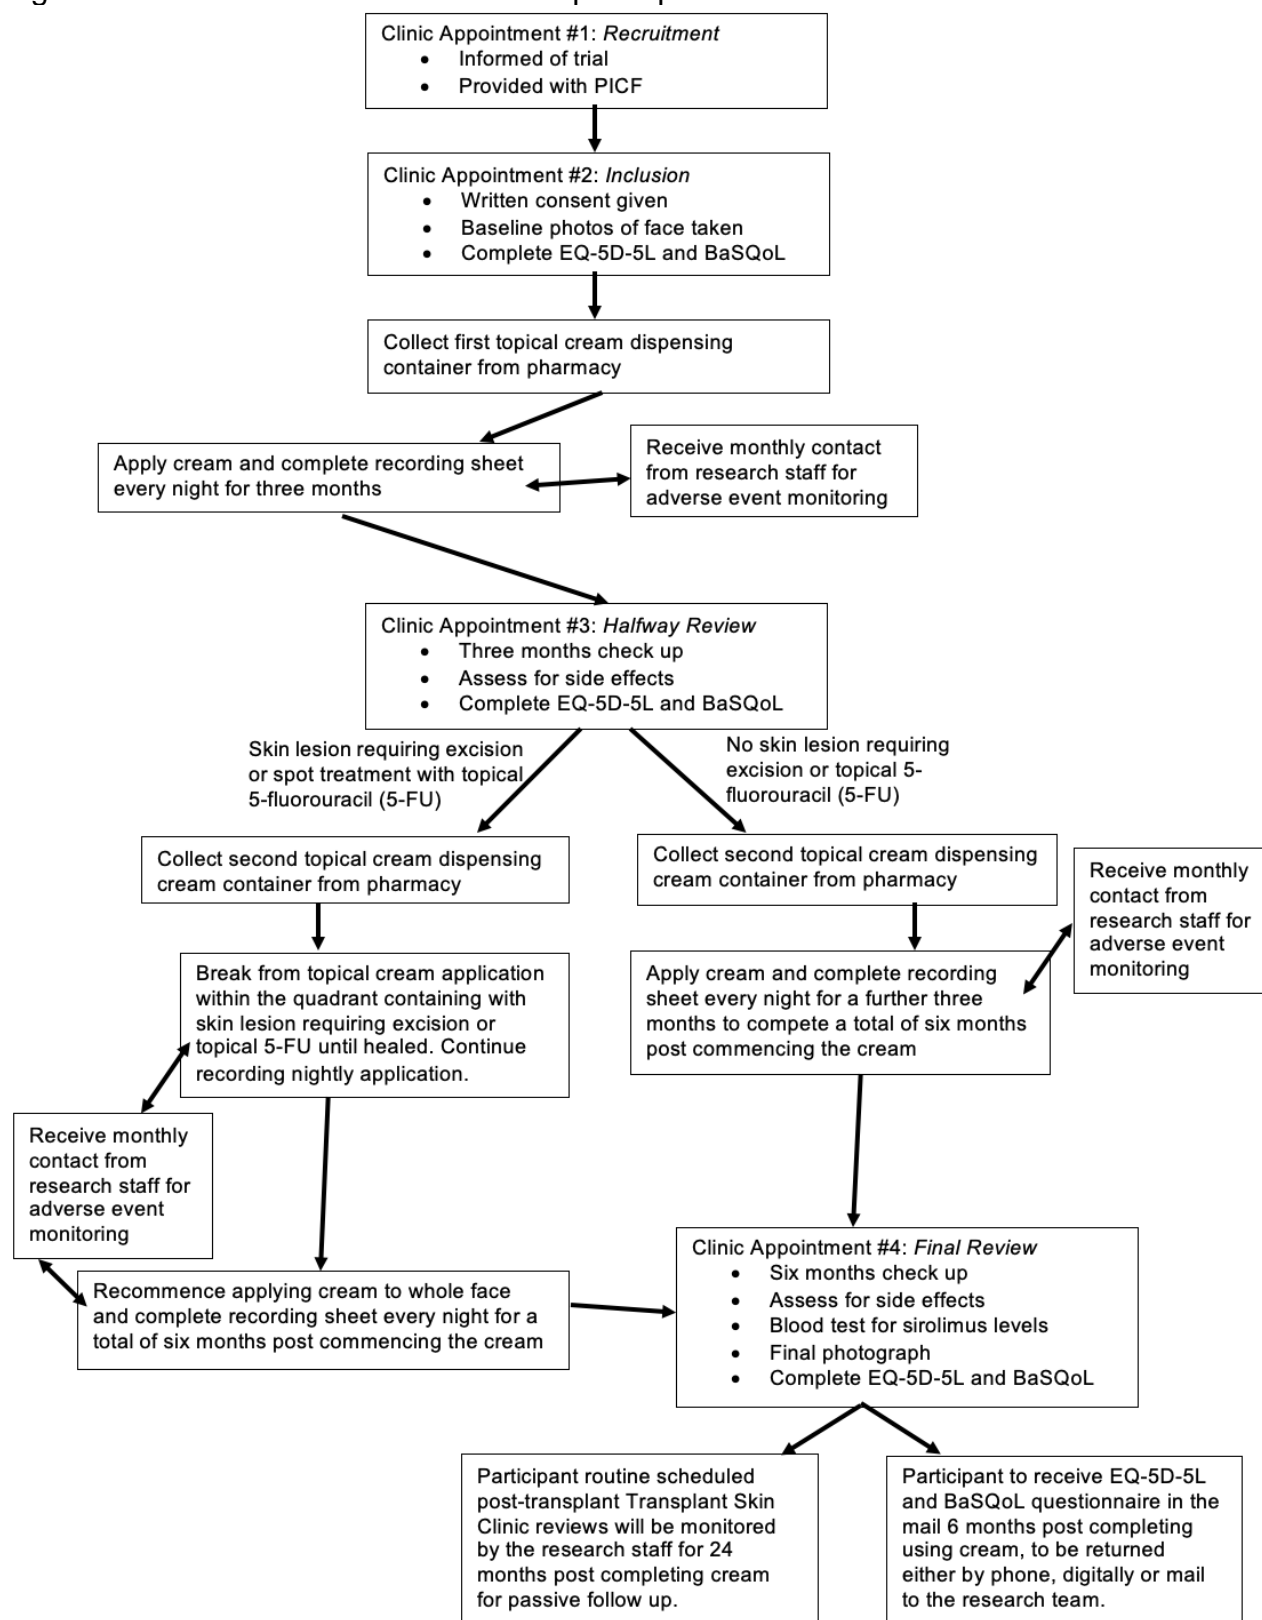 Clinic Appointment #1: Recruitment
• Informed of trial
• Provided with PICF
Clinic Appointment #2: Inclusion
• Written consent given
• Baseline photos of face taken
• Complete EQ-5D-5L and BaSQoL
Collect first topical cream dispensing
container from pharmacy
Apply cream and complete recording sheet
every night for three months
Receive monthly contact
from research staff for
adverse event monitoring
Clinic Appointment #3: Halfway Review
• Three months check up
• Assess for side effects
• Complete EQ-5D-5L and BaSQoL
Skin lesion requiring excision
or spot treatment with topical
5-fluorouracil (5-FU)
No skin lesion requiring
excision or topical 5-
fluorouracil (5-FU)
Collect second topical cream dispensing
cream container from pharmacy
Collect second topical cream dispensing
cream container from pharmacy
Receive monthly
contact from
research staff for
adverse event
monitoring
Break from topical cream application
within the quadrant containing with
skin lesion requiring excision or
topical 5-FU until healed. Continue
recording nightly application.
Apply cream and complete recording
sheet every night for a further three
months to compete a total of six months
post commencing the cream
Receive monthly
contact from
research staff for
adverse event
monitoring
Recommence applying cream to whole face
and complete recording sheet every night for a
total of six months post commencing the cream
Clinic Appointment #4: Final Review
• Six months check up
• Assess for side effects
• Blood test for sirolimus levels
• Final photograph
• Complete EQ-5D-5L and BaSQoL
Participant routine scheduled
post-transplant Transplant Skin
Clinic reviews will be monitored
by the research staff for 24
months post completing cream
for passive follow up.
Participant to receive EQ-5D-5L
and BaSQoL questionnaire in the
mail 6 months post completing
using cream, to be returned
either by phone, digitally or mail
to the research team.